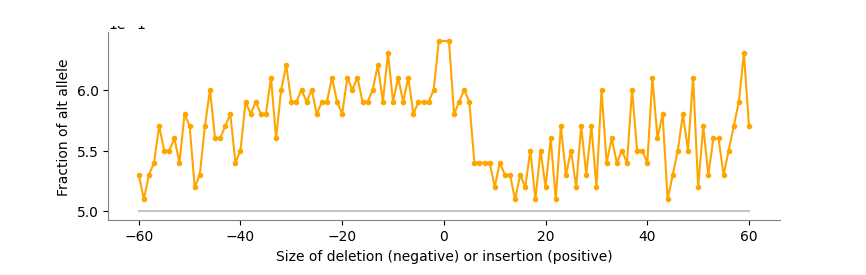 6.0
5.5
5.0
Fraction of alt allele
−60 −40 −20 0 20 40 60
Size of deletion (negative) or insertion (positive)